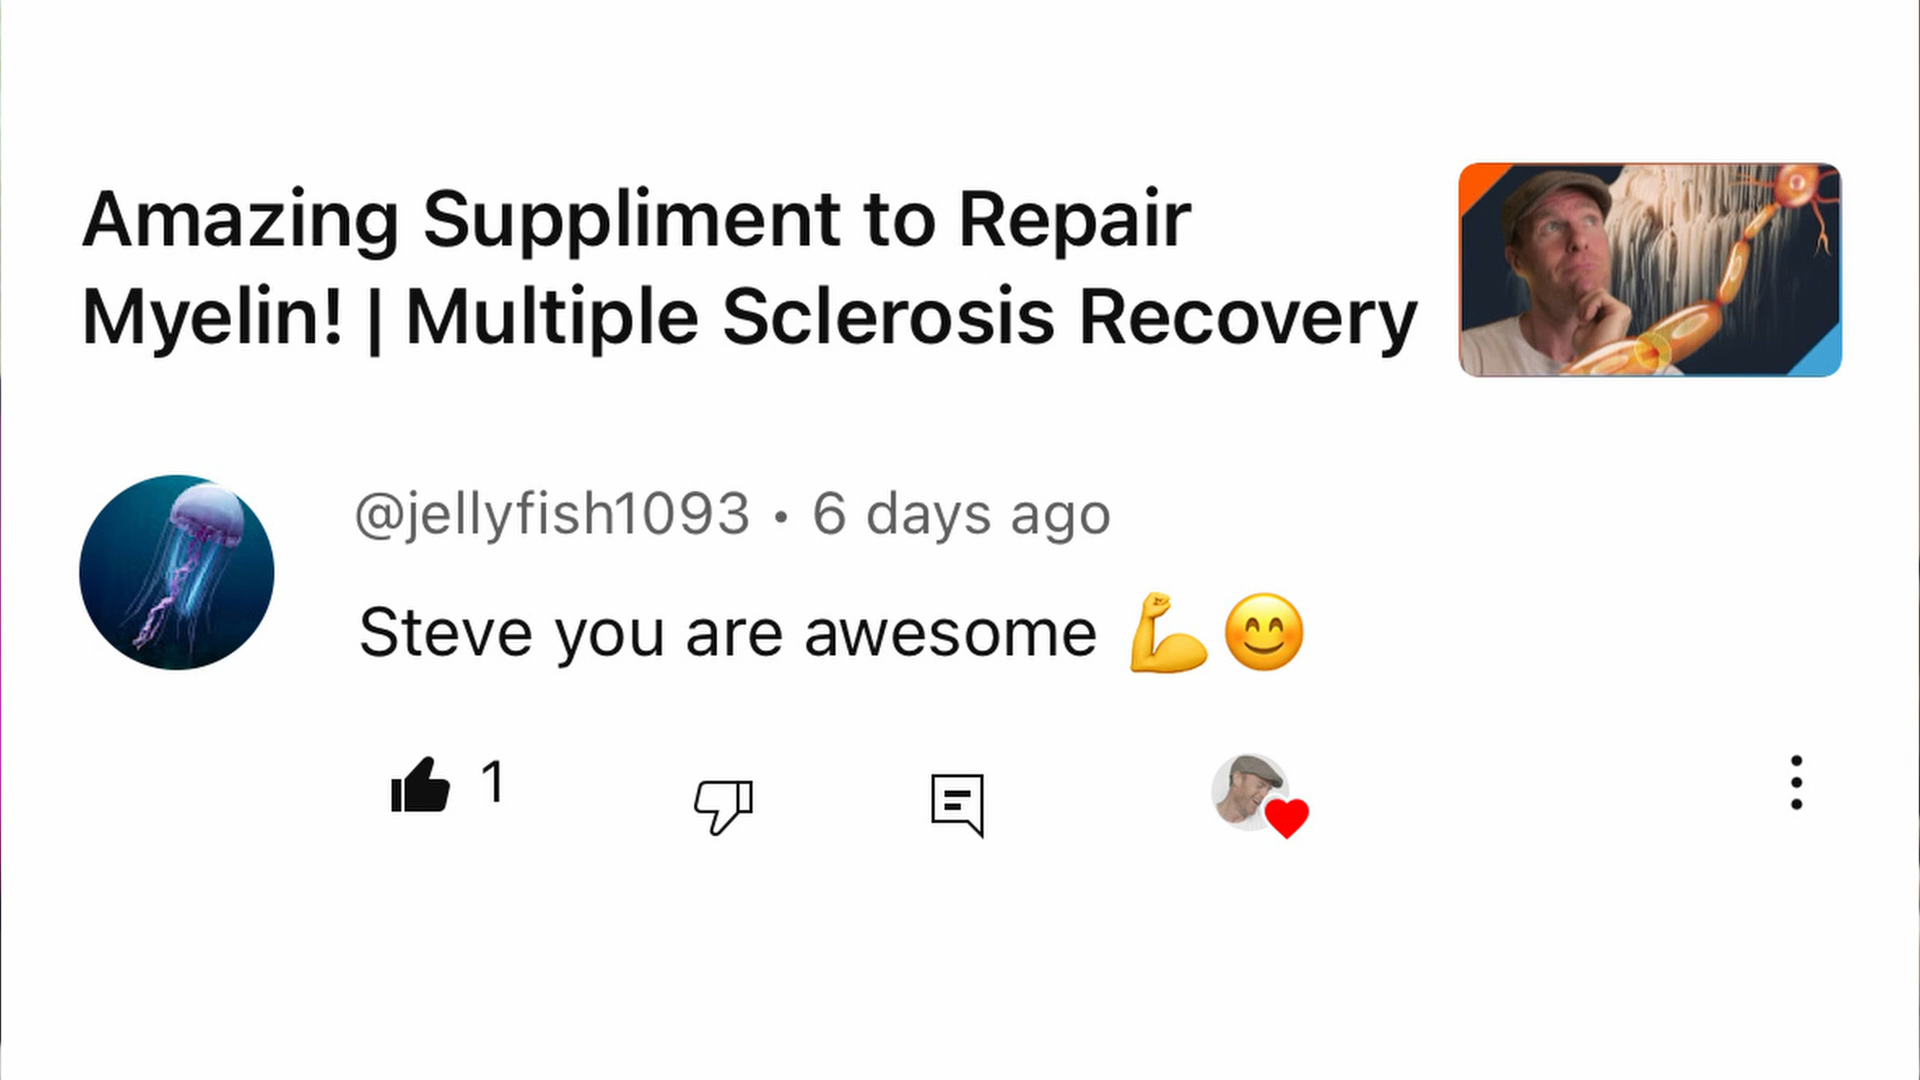 Amazing Suppliment to Repair
Myelin! | Multiple Sclerosis Recovery
@jellyfish1093 • 6 days ago
Steve you are awesome 💪😊
1